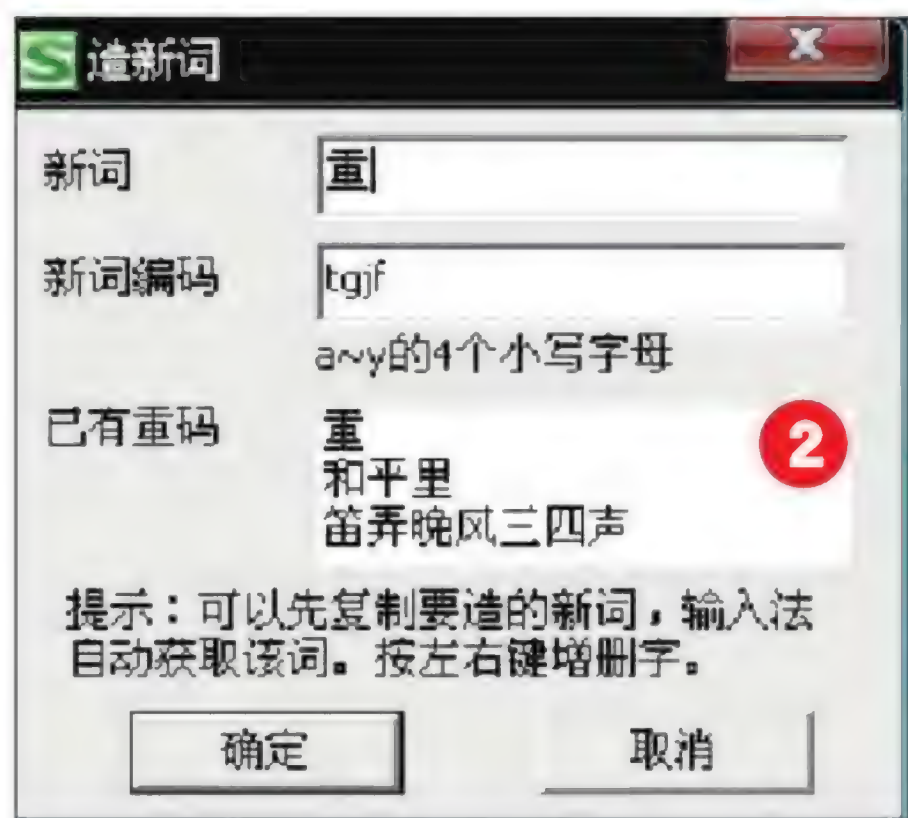 S 造新词 X
新词 重
新词编码 tgjf
a~y的4个小写字母
已有重码 重
2
和平里
笛弄晚风三四声
提示：可以先复制要造的新词，输入法
自动获取该词。按左右键增删字。
确定 取消